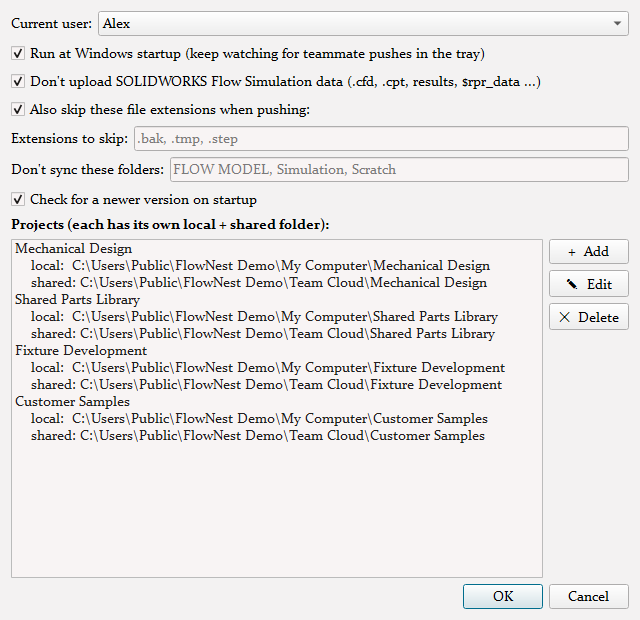 Current user: Alex
Run at Windows startup (keep watching for teammate pushes in the tray)
Don't upload SOLIDWORKS Flow Simulation data (.cfd, .cpt, results, $rpr_data ...)
Also skip these file extensions when pushing:
Extensions to skip: .bak, .tmp, .step
Don't sync these folders: FLOW MODEL, Simulation, Scratch
Check for a newer version on startup
Projects (each has its own local + shared folder):
Mechanical Design
local: C:\Users\Public\FlowNest Demo\My Computer\Mechanical Design
shared: C:\Users\Public\FlowNest Demo\Team Cloud\Mechanical Design
Shared Parts Library
local: C:\Users\Public\FlowNest Demo\My Computer\Shared Parts Library
shared: C:\Users\Public\FlowNest Demo\Team Cloud\Shared Parts Library
Fixture Development
local: C:\Users\Public\FlowNest Demo\My Computer\Fixture Development
shared: C:\Users\Public\FlowNest Demo\Team Cloud\Fixture Development
Customer Samples
local: C:\Users\Public\FlowNest Demo\My Computer\Customer Samples
shared: C:\Users\Public\FlowNest Demo\Team Cloud\Customer Samples
+ Add
Edit
Delete
OK
Cancel